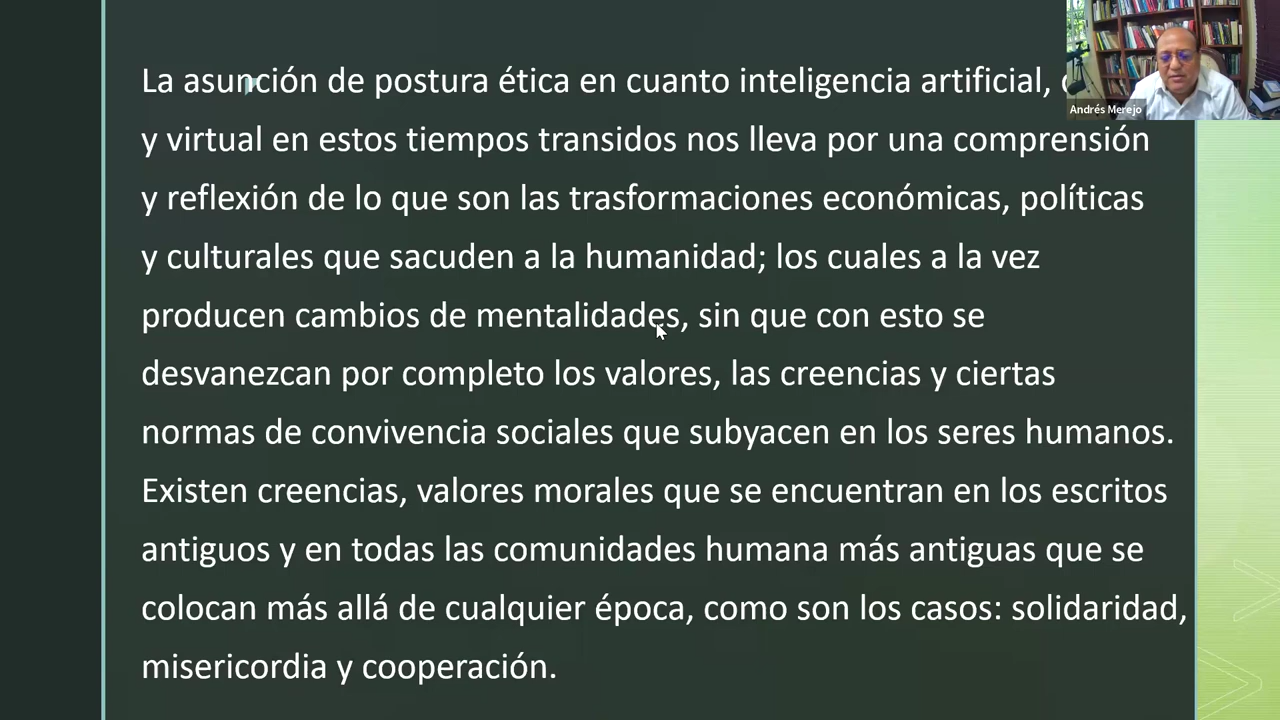 La asunción de postura ética en cuanto inteligencia artificial,
y virtual en estos tiempos transidos nos lleva por una comprensión
y reflexión de lo que son las trasformaciones económicas, políticas
y culturales que sacuden a la humanidad; los cuales a la vez
producen cambios de mentalidades, sin que con esto se
desvanezcan por completo los valores, las creencias y ciertas
normas de convivencia sociales que subyacen en los seres humanos.
Existen creencias, valores morales que se encuentran en los escritos
antiguos y en todas las comunidades humana más antiguas que se
colocan más allá de cualquier época, como son los casos: solidaridad,
misericordia y cooperación.
Andrés Merejo